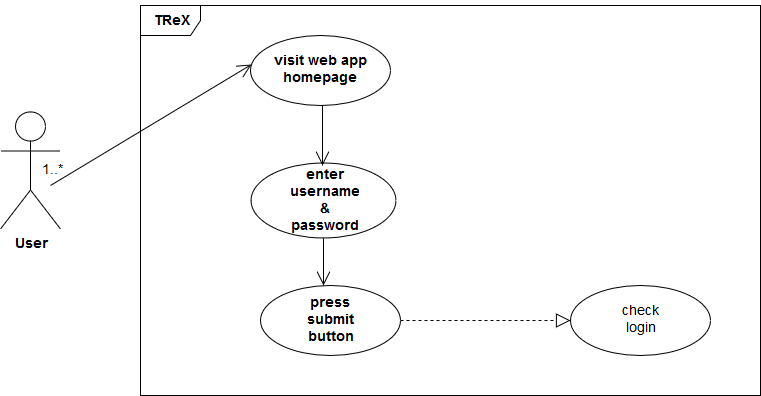 TReX
visit web app
homepage
1..*
User
enter
username
&
password
press
submit
button
check
login